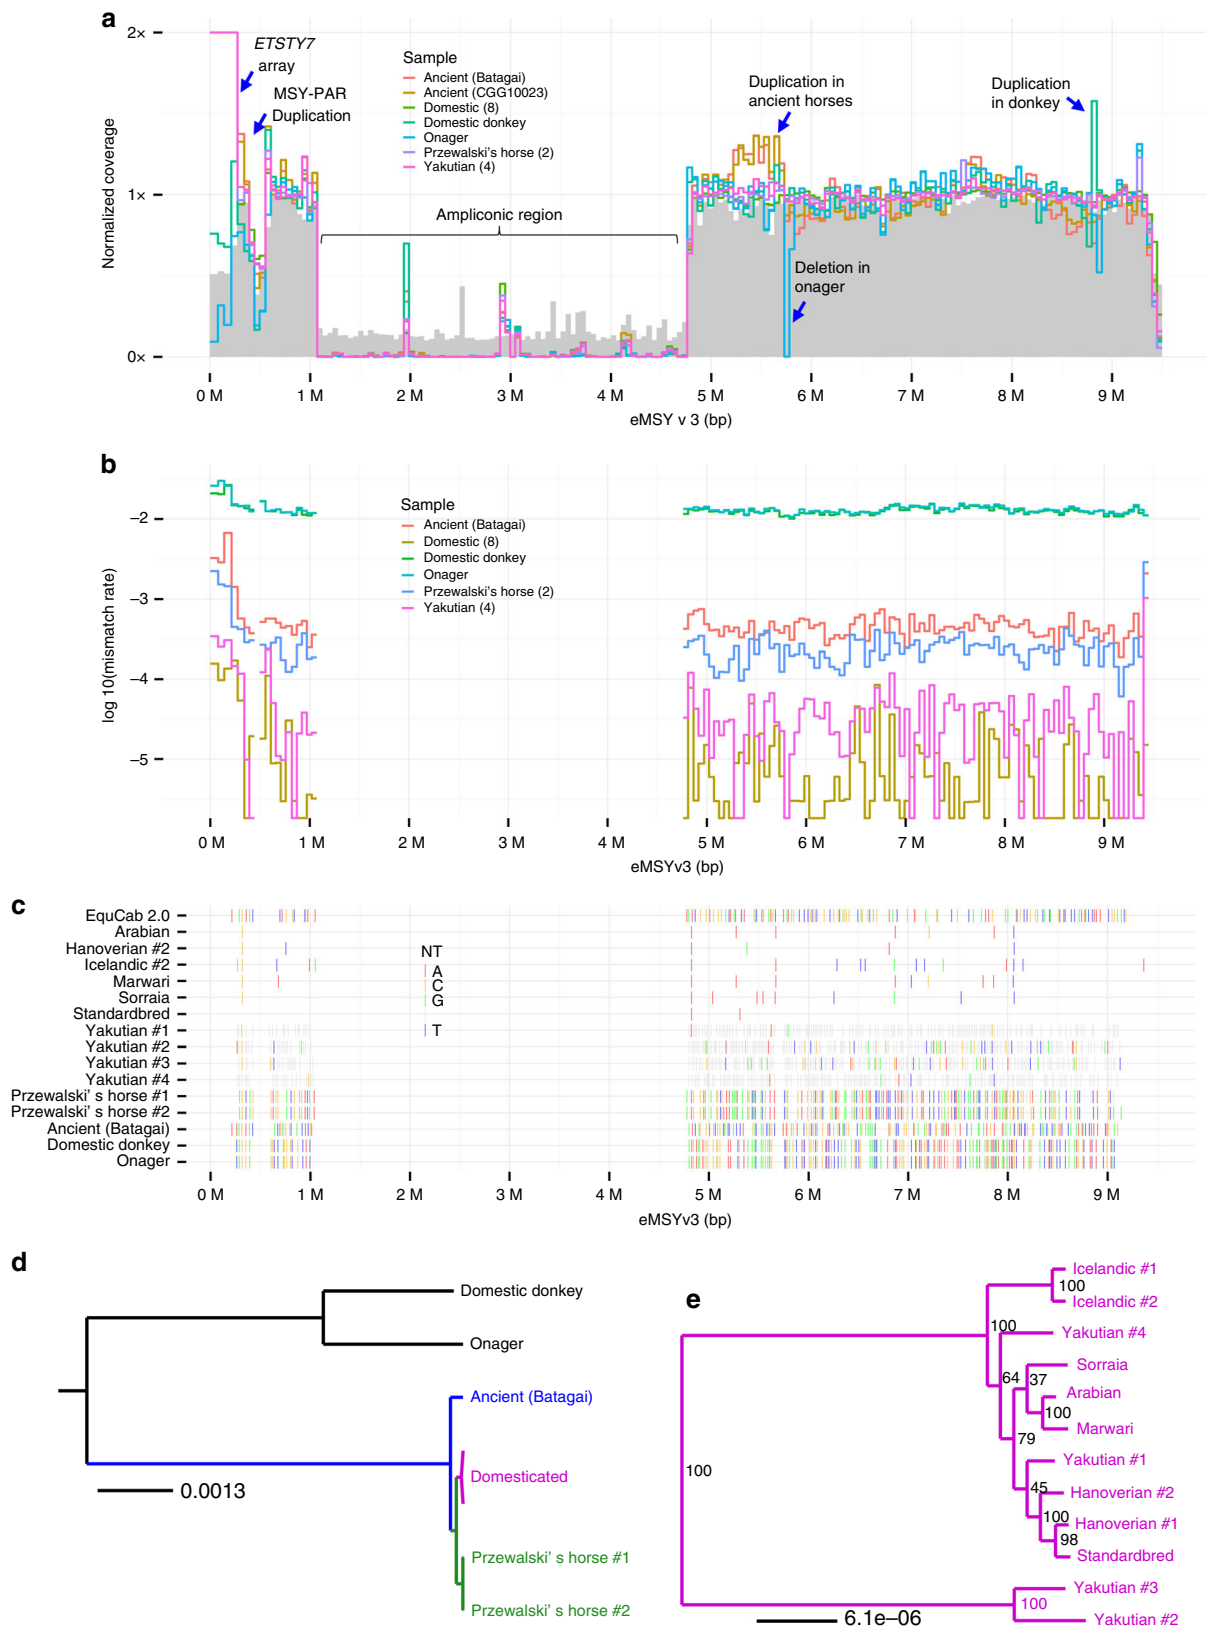 a
2×
1×
0×
Normalized coverage
ETSTY7
array
MSY-PAR
Duplication
Sample
Ancient (Batagai)
Ancient (CGG10023)
Domestic (8)
Domestic donkey
Onager
Przewalski's horse (2)
Yakutian (4)
Ampliconic region
Duplication in
ancient horses
Duplication
in donkey
Deletion in
onager
0 M 1 M 2 M 3 M 4 M 5 M 6 M 7 M 8 M 9 M
eMSY v 3 (bp)
b
−2
−3
−4
−5
log 10(mismatch rate)
Sample
Ancient (Batagai)
Domestic (8)
Domestic donkey
Onager
Przewalski's horse (2)
Yakutian (4)
0 M 1 M 2 M 3 M 4 M 5 M 6 M 7 M 8 M 9 M
eMSYv3 (bp)
c
EquCab 2.0
Arabian
Hanoverian #2
Icelandic #2
Marwari
Sorraia
Standardbred
Yakutian #1
Yakutian #2
Yakutian #3
Yakutian #4
Przewalski' s horse #1
Przewalski' s horse #2
Ancient (Batagai)
Domestic donkey
Onager
NT
A
C
G
T
0 M 1 M 2 M 3 M 4 M 5 M 6 M 7 M 8 M 9 M
eMSYv3 (bp)
d
Domestic donkey
Onager
Ancient (Batagai)
Domesticated
Przewalski' s horse #1
Przewalski' s horse #2
0.0013
e
Icelandic #1
100
Icelandic #2
100
Yakutian #4
64
Sorraia
37
Arabian
100
Marwari
79
Yakutian #1
45
Hanoverian #2
100
Hanoverian #1
98
Standardbred
100
Yakutian #3
100
Yakutian #2
6.1e−06